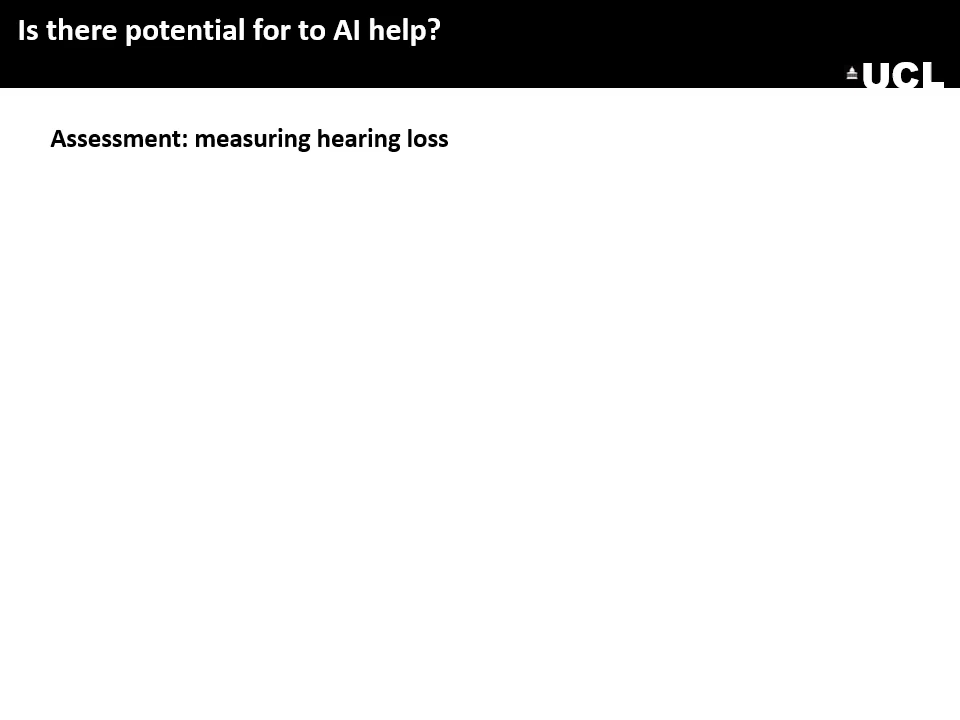 Is there potential for to AI help?
UCL
Assessment: measuring hearing loss